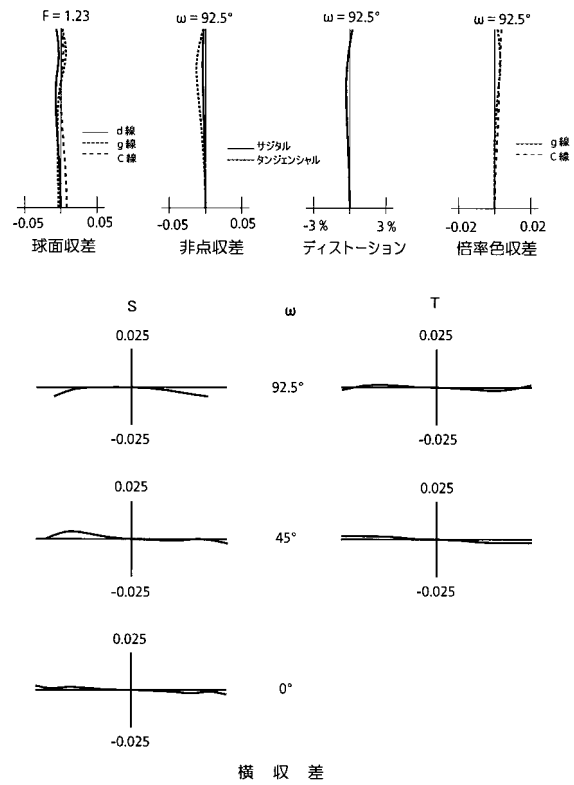 F = 1.23
ω = 92.5°
ω = 92.5°
ω = 92.5°
d 線
g 線
C 線
サジタル
タンジェンシャル
g 線
C 線
-0.05
0.05
-0.05
0.05
-3 %
3 %
-0.02
0.02
球面収差
非点収差
ディストーション
倍率色収差
S
ω
T
0.025
0.025
92.5°
-0.025
-0.025
0.025
0.025
45°
-0.025
-0.025
0.025
0°
-0.025
横 収 差